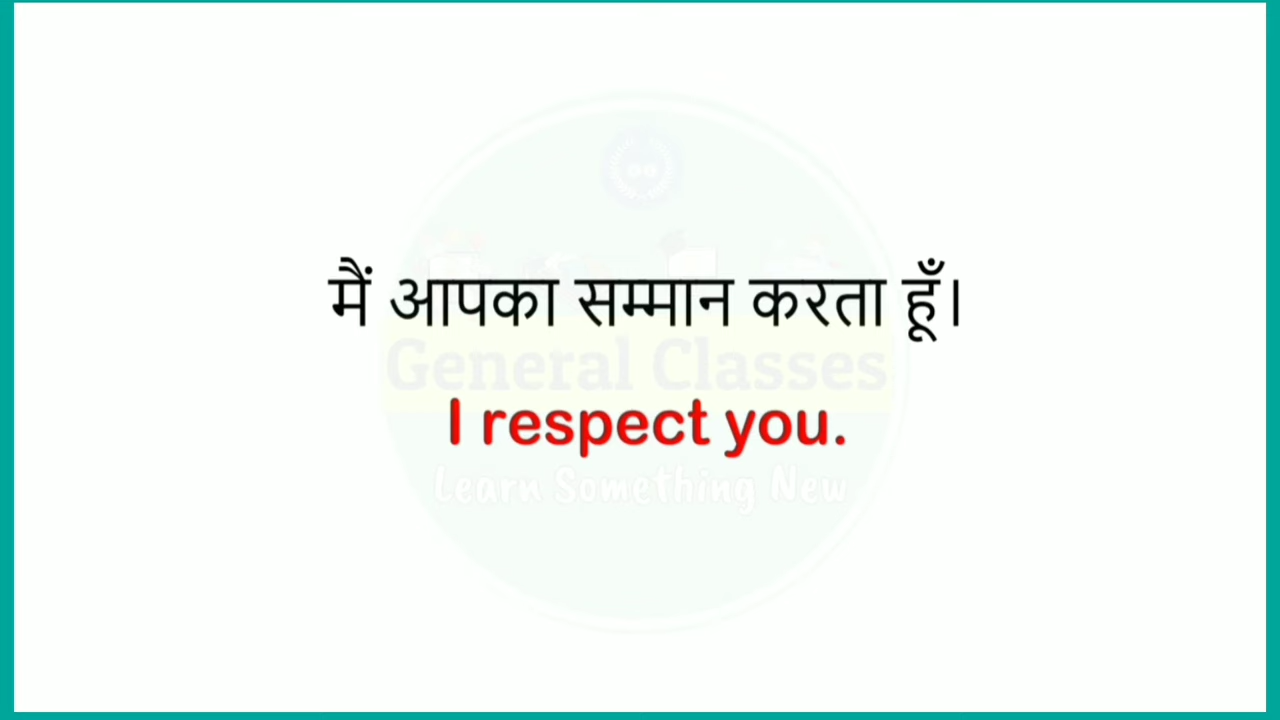 मैं आपका सम्मान करता हूँ।
General Classes
I respect you.
Learn Something New